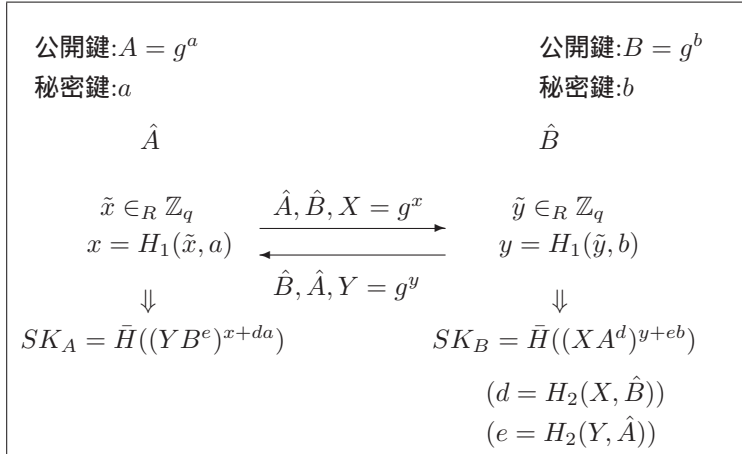 公開鍵:A = g^a
秘密鍵:a
Â
公開鍵:B = g^b
秘密鍵:b
B̂
x̃ ∈_R ℤ_q
x = H_1(x̃, a)
Â, B̂, X = g^x
B̂, Â, Y = g^y
ỹ ∈_R ℤ_q
y = H_1(ỹ, b)
⇓
⇓
SK_A = H̄((YB^e)^{x+da})
SK_B = H̄((XA^d)^{y+eb})
(d = H_2(X, B̂))
(e = H_2(Y, Â))